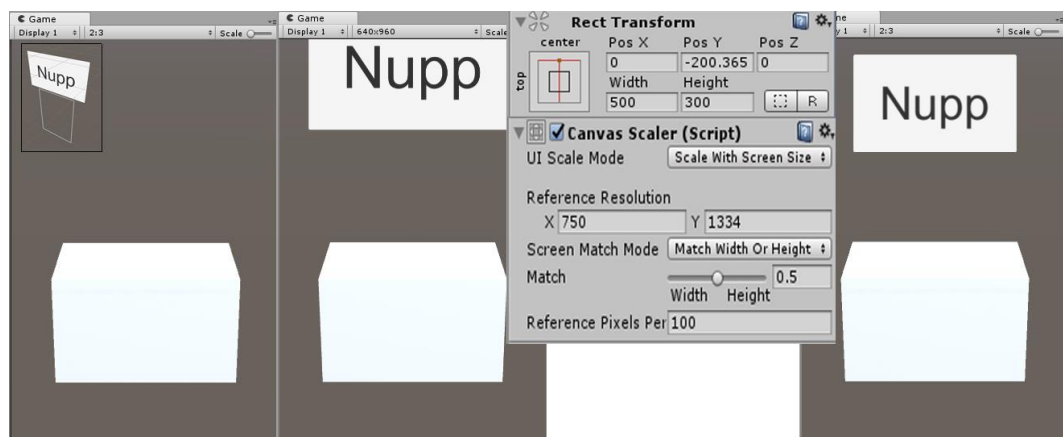 Game
Display 1 2:3 Scale
Nupp
Game
Display 1 640x960 Scale
Nupp
Rect Transform
center Pos X Pos Y Pos Z
top
0 -200.365 0
Width Height
500 300 R
Canvas Scaler (Script)
UI Scale Mode Scale With Screen Size
Reference Resolution
X 750 Y 1334
Screen Match Mode Match Width Or Height
Match 0.5
Width Height
Reference Pixels Per 100
2:3 Scale
Nupp